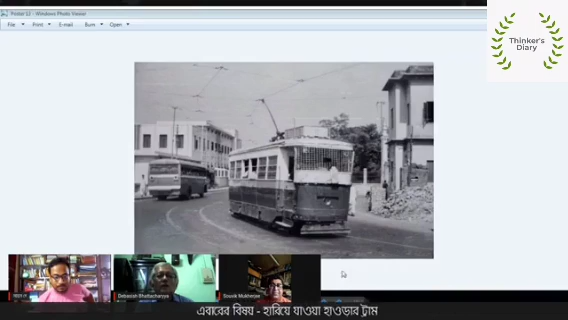 Poster 12 - Windows Photo Viewer
File Print E-mail Burn Open
Thinker's
Diary
Debasish Bhattacharya
Souvik Mukherjee
এবারের বিষয় - হারিয়ে যাওয়া হাওড়ার ট্রাম